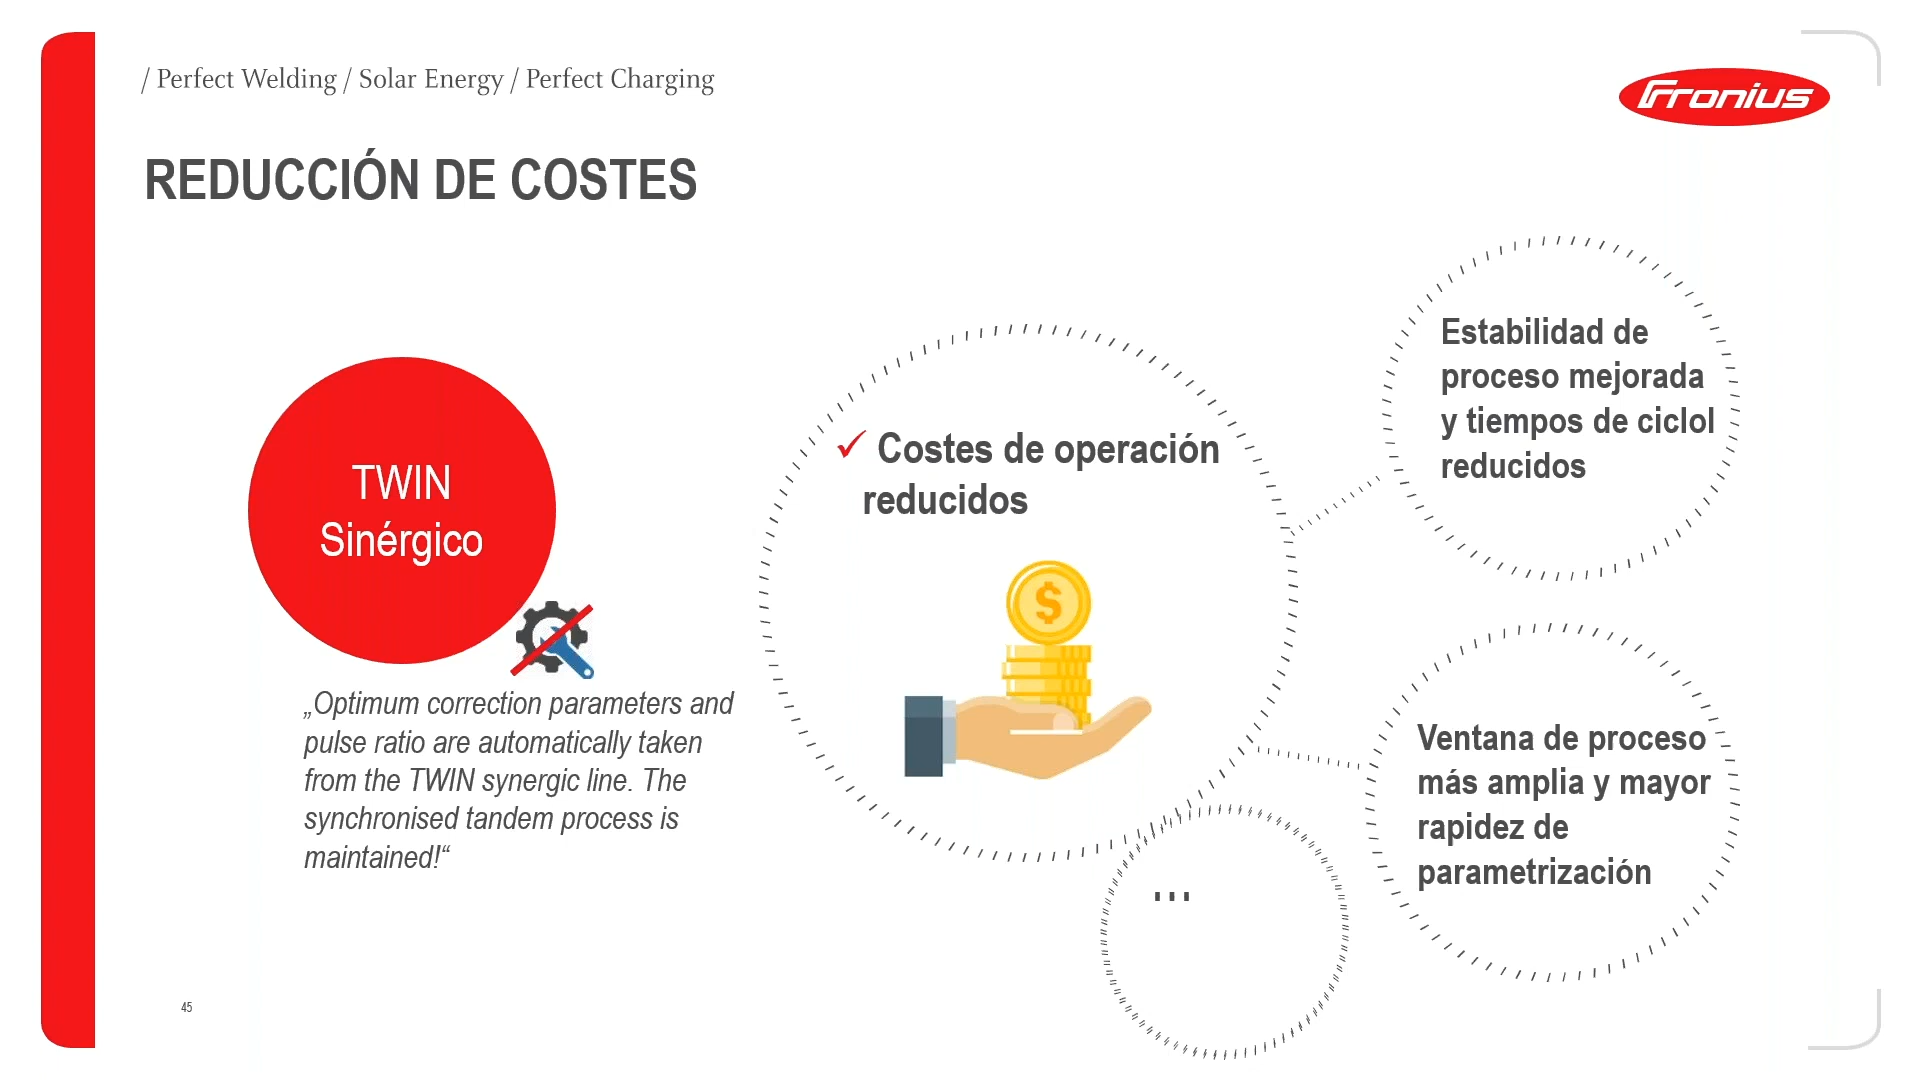 / Perfect Welding / Solar Energy / Perfect Charging
Fronius
REDUCCIÓN DE COSTES
TWIN
Sinérgico
„Optimum correction parameters and
pulse ratio are automatically taken
from the TWIN synergic line. The
synchronised tandem process is
maintained!“
✓ Costes de operación
reducidos
$
Estabilidad de
proceso mejorada
y tiempos de ciclol
reducidos
Ventana de proceso
más amplia y mayor
rapidez de
parametrización
...
45